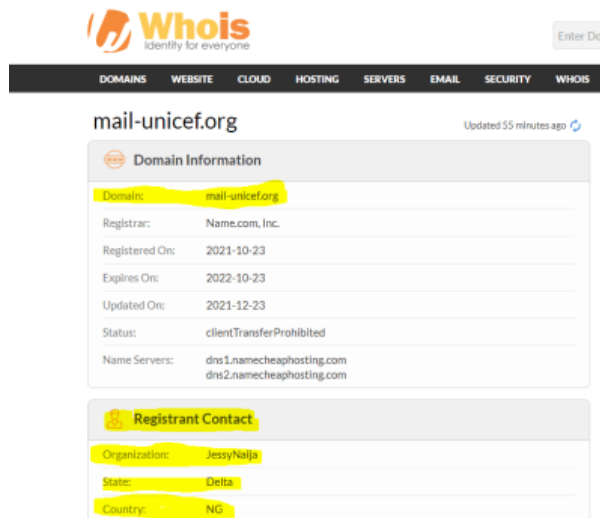 Whois
Identity for everyone
Enter Do
DOMAINS WEBSITE CLOUD HOSTING SERVERS EMAIL SECURITY WHOIS
mail-unicef.org
Updated 55 minutes ago
www
Domain Information
Domain: mail-unicef.org
Registrar: Name.com, Inc.
Registered On: 2021-10-23
Expires On: 2022-10-23
Updated On: 2021-12-23
Status: clientTransferProhibited
Name Servers: dns1.namecheaphosting.com
dns2.namecheaphosting.com
Registrant Contact
Organization: JessyNaija
State: Delta
Country: NG